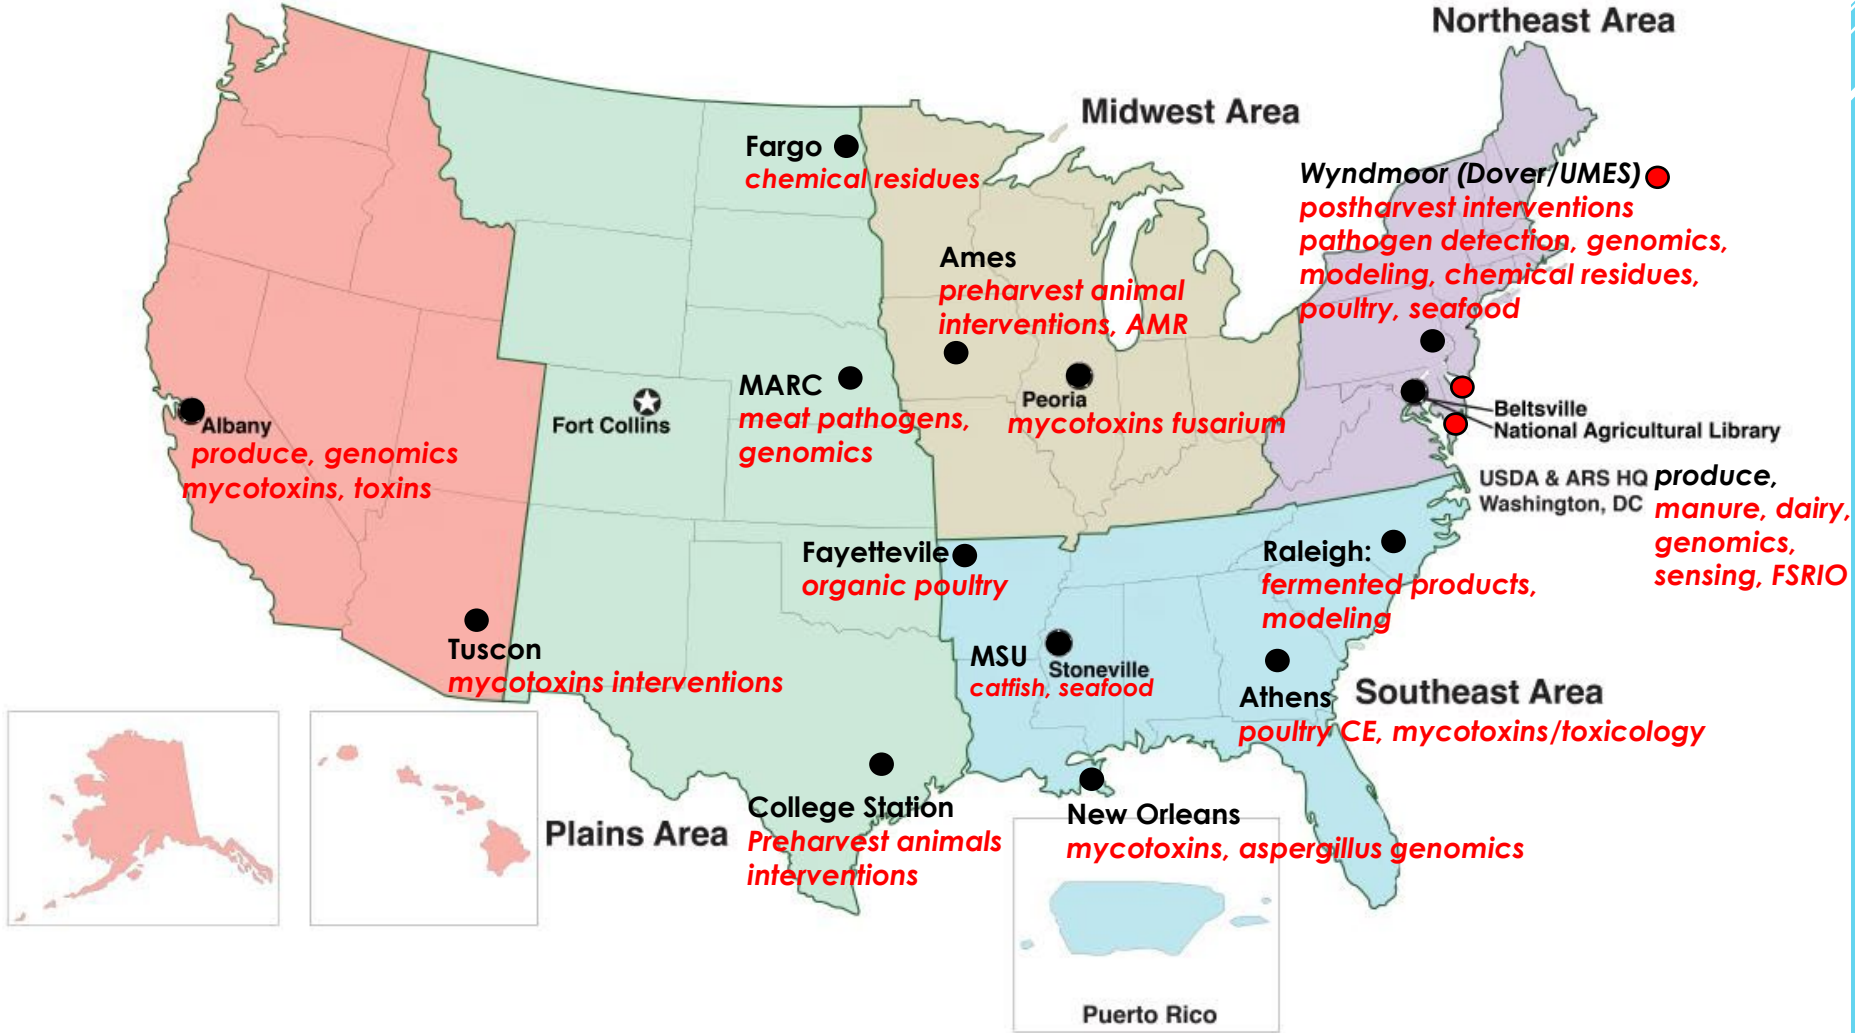 Northeast Area
Midwest Area
Fargo
chemical residues
Wyndmoor (Dover/UMES)
postharvest interventions
pathogen detection, genomics,
modeling, chemical residues,
poultry, seafood
Ames
preharvest animal
interventions, AMR
MARC
meat pathogens,
genomics
Peoria
mycotoxins fusarium
Albany
produce, genomics
mycotoxins, toxins
Fort Collins
Beltsville
National Agricultural Library
USDA & ARS HQ
Washington, DC
produce,
manure, dairy,
genomics,
sensing, FSRIO
Fayettevile
organic poultry
Raleigh:
fermented products,
modeling
Tuscon
mycotoxins interventions
MSU
Stoneville
catfish, seafood
Athens
poultry CE, mycotoxins/toxicology
Southeast Area
College Station
Preharvest animals
interventions
Plains Area
New Orleans
mycotoxins, aspergillus genomics
Puerto Rico